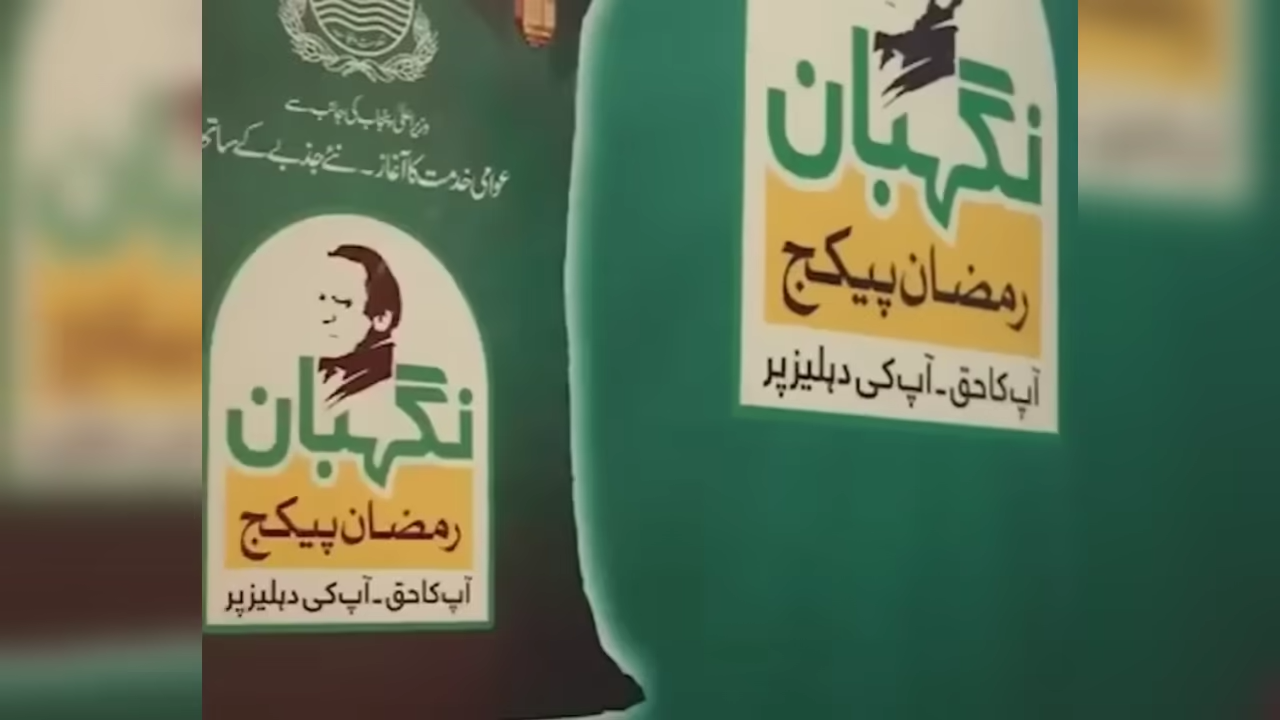 وزیر اعلیٰ پنجاب کی جانب سے
عوامی خدمت کا آغاز ۔ نئے جذبے کے ساتھ
نگہبان
رمضان پیکج
آپ کا حق ۔ آپ کی دہلیز پر
نگہبان
رمضان پیکج
آپ کا حق ۔ آپ کی دہلیز پر